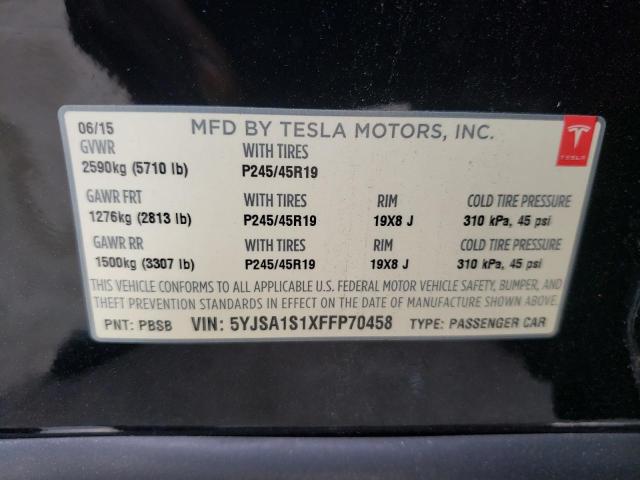 06/15 MFD BY TESLA MOTORS, INC.
GVWR WITH TIRES
2590kg (5710 lb) P245/45R19
TESLA
GAWR FRT WITH TIRES RIM COLD TIRE PRESSURE
1276kg (2813 lb) P245/45R19 19X8 J 310 kPa, 45 psi
GAWR RR WITH TIRES RIM COLD TIRE PRESSURE
1500kg (3307 lb) P245/45R19 19X8 J 310 kPa, 45 psi
THIS VEHICLE CONFORMS TO ALL APPLICABLE U.S. FEDERAL MOTOR VEHICLE SAFETY, BUMPER, AND
THEFT PREVENTION STANDARDS IN EFFECT ON THE DATE OF MANUFACTURE SHOWN ABOVE.
PNT: PBSB VIN: 5YJSA1S1XFFP70458 TYPE: PASSENGER CAR